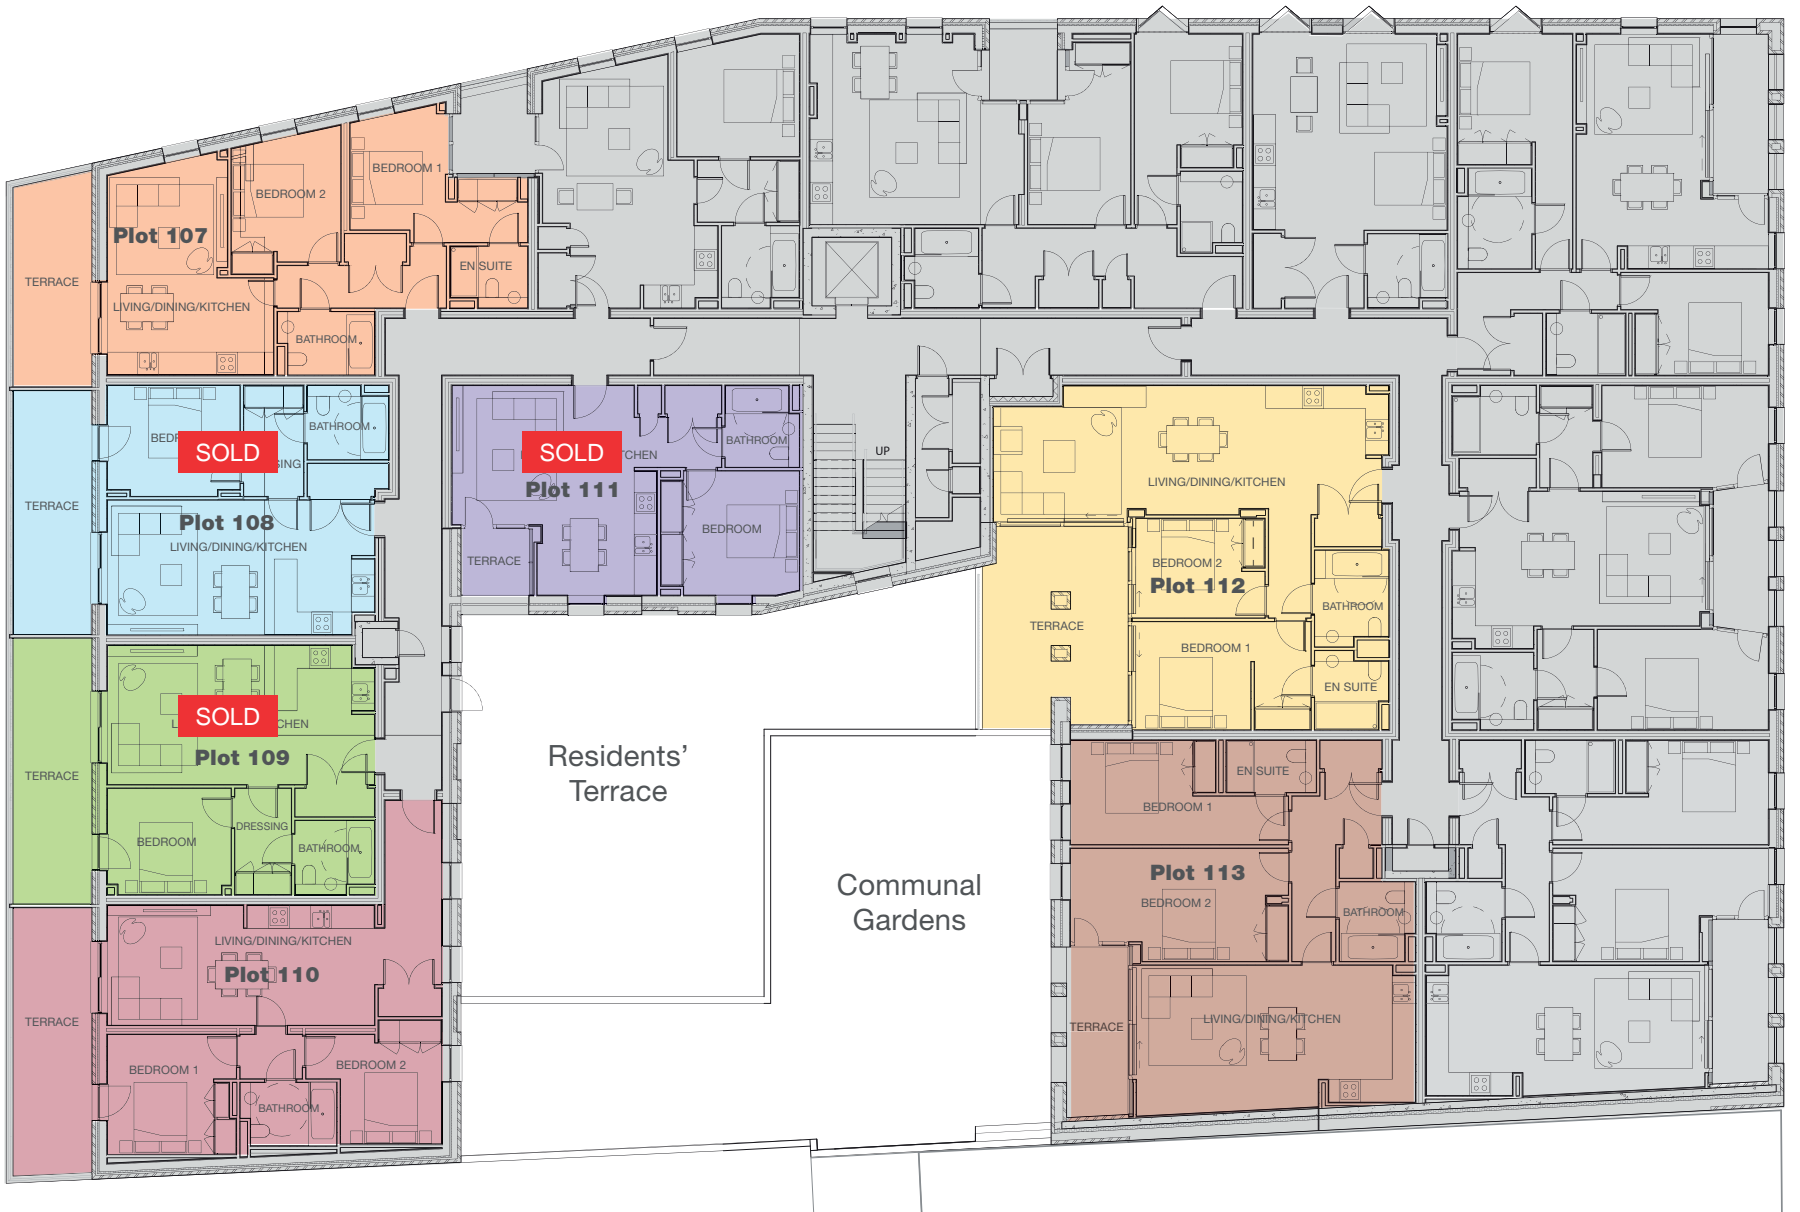 BEDROOM 1
BEDROOM 2
Plot 107
EN SUITE
TERRACE
LIVING/DINING/KITCHEN
BATHROOM
BATHROOM
SOLD
TERRACE
Plot 108
LIVING/DINING/KITCHEN
SOLD
BATHROOM
KITCHEN
Plot 111
BEDROOM
TERRACE
UP
LIVING/DINING/KITCHEN
BEDROOM 2
Plot 112
BATHROOM
TERRACE
BEDROOM 1
EN SUITE
SOLD
Plot 109
TERRACE
DRESSING
BEDROOM
BATHROOM
Residents’
Terrace
EN SUITE
BEDROOM 1
Plot 113
BEDROOM 2
BATHROOM
Communal
Gardens
LIVING/DINING/KITCHEN
Plot 110
TERRACE
BEDROOM 1
BEDROOM 2
BATHROOM
LIVING/DINING/KITCHEN
TERRACE